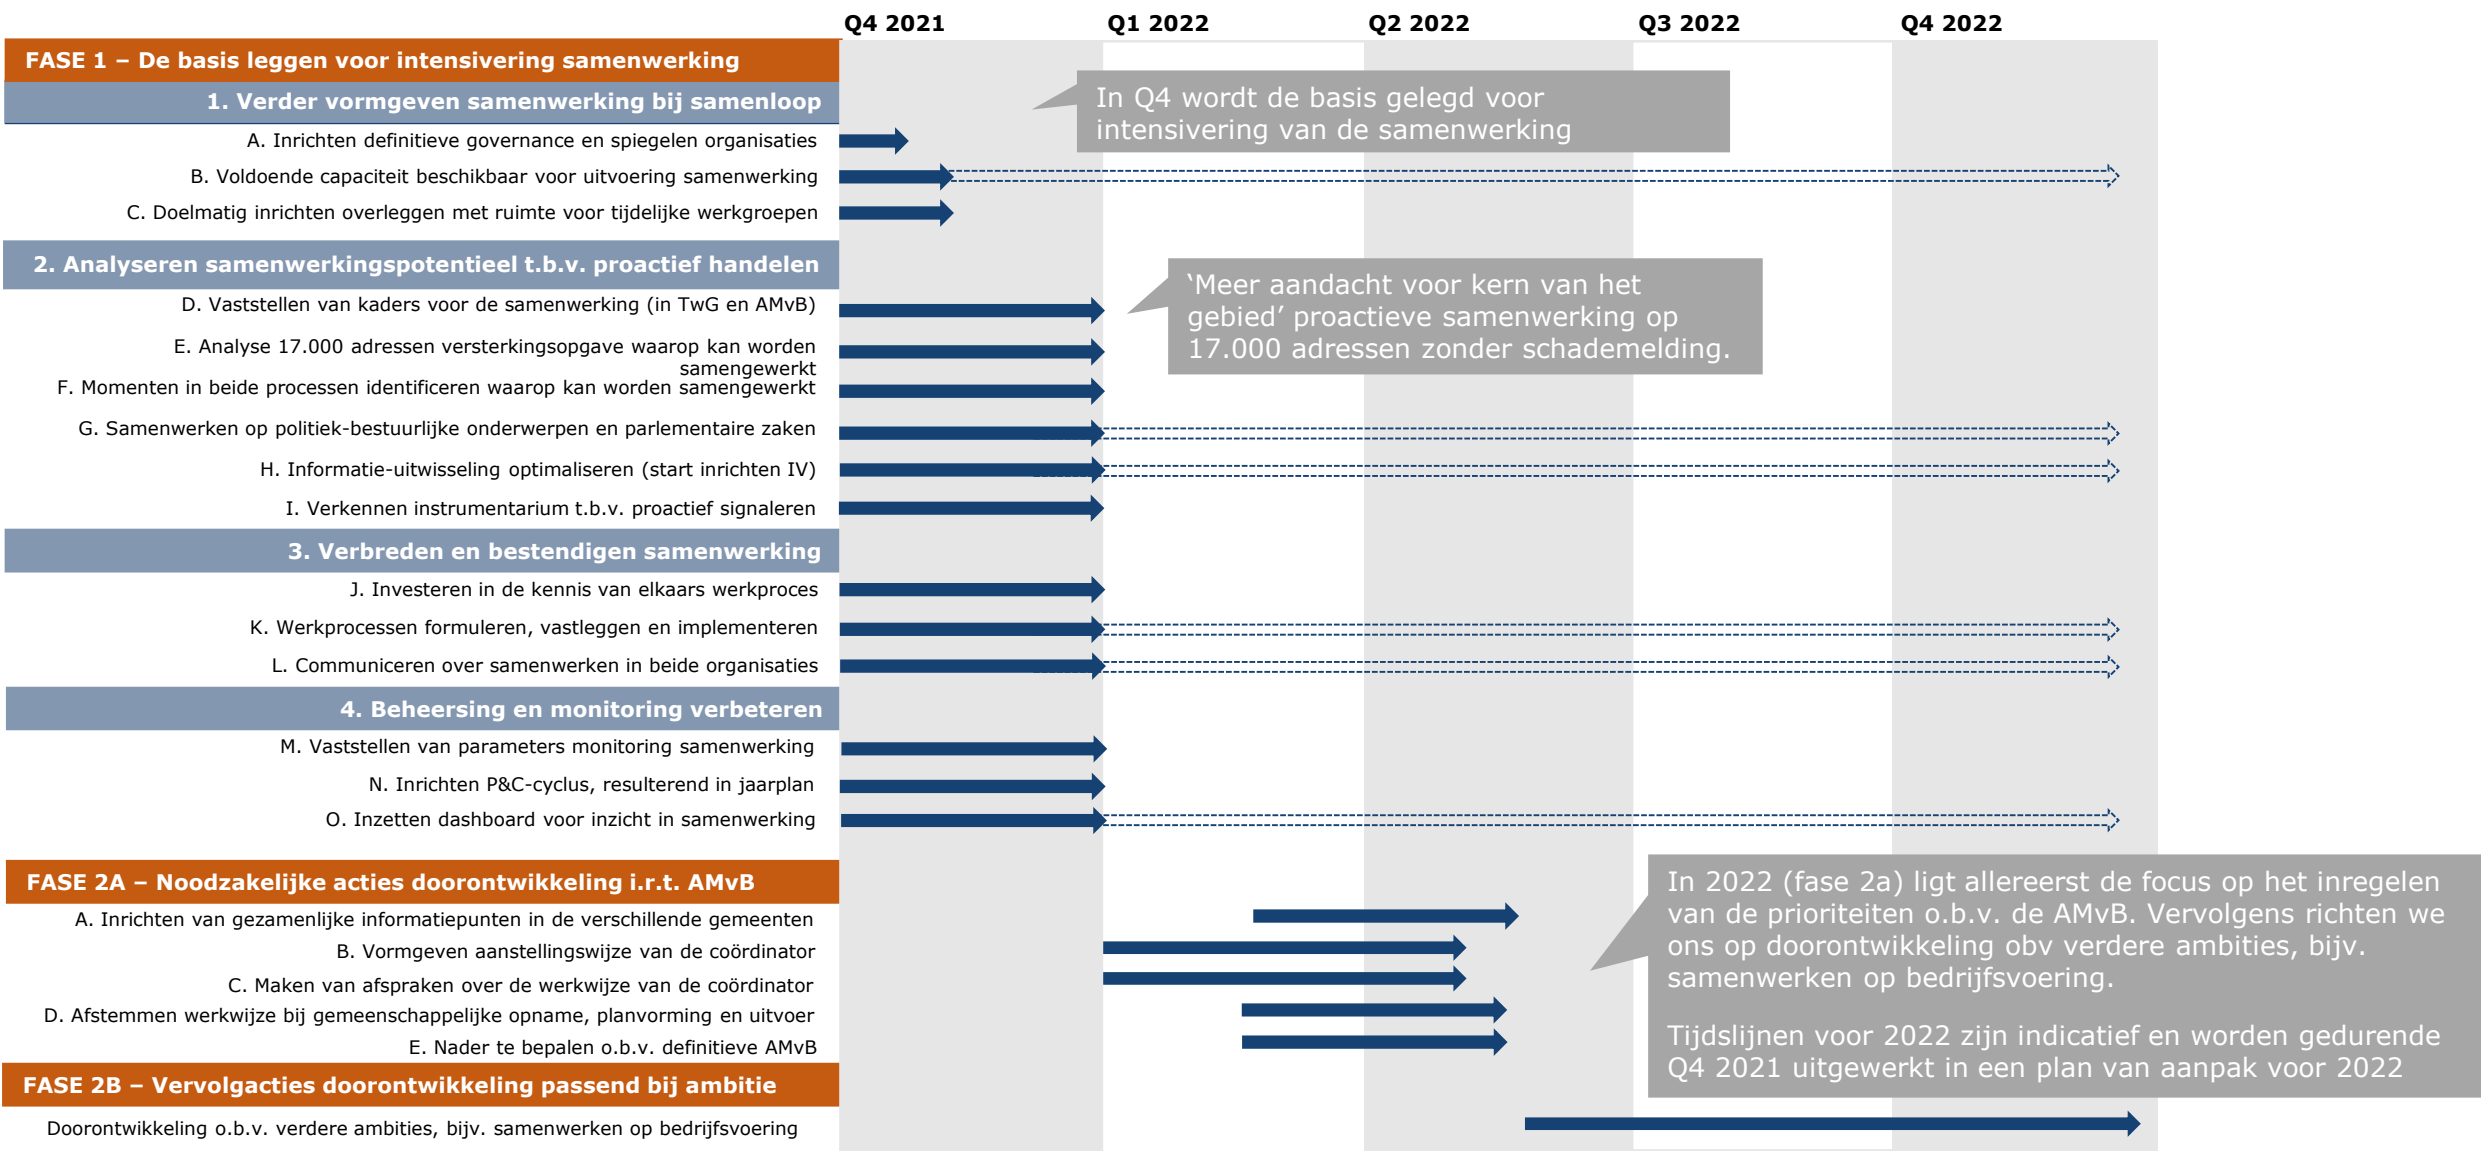 Q4 2021 Q1 2022 Q2 2022 Q3 2022 Q4 2022
FASE 1 – De basis leggen voor intensivering samenwerking
1. Verder vormgeven samenwerking bij samenloop
In Q4 wordt de basis gelegd voor
intensivering van de samenwerking
A. Inrichten definitieve governance en spiegelen organisaties
B. Voldoende capaciteit beschikbaar voor uitvoering samenwerking
C. Doelmatig inrichten overleggen met ruimte voor tijdelijke werkgroepen
2. Analyseren samenwerkingspotentieel t.b.v. proactief handelen
‘Meer aandacht voor kern van het
gebied’ proactieve samenwerking op
17.000 adressen zonder schademelding.
D. Vaststellen van kaders voor de samenwerking (in TwG en AMvB)
E. Analyse 17.000 adressen versterkingsopgave waarop kan worden
samengewerkt
F. Momenten in beide processen identificeren waarop kan worden samengewerkt
G. Samenwerken op politiek-bestuurlijke onderwerpen en parlementaire zaken
H. Informatie-uitwisseling optimaliseren (start inrichten IV)
I. Verkennen instrumentarium t.b.v. proactief signaleren
3. Verbreden en bestendigen samenwerking
J. Investeren in de kennis van elkaars werkproces
K. Werkprocessen formuleren, vastleggen en implementeren
L. Communiceren over samenwerken in beide organisaties
4. Beheersing en monitoring verbeteren
M. Vaststellen van parameters monitoring samenwerking
N. Inrichten P&C-cyclus, resulterend in jaarplan
O. Inzetten dashboard voor inzicht in samenwerking
FASE 2A – Noodzakelijke acties doorontwikkeling i.r.t. AMvB
A. Inrichten van gezamenlijke informatiepunten in de verschillende gemeenten
B. Vormgeven aanstellingswijze van de coördinator
C. Maken van afspraken over de werkwijze van de coördinator
D. Afstemmen werkwijze bij gemeenschappelijke opname, planvorming en uitvoer
E. Nader te bepalen o.b.v. definitieve AMvB
In 2022 (fase 2a) ligt allereerst de focus op het inregelen
van de prioriteiten o.b.v. de AMvB. Vervolgens richten we
ons op doorontwikkeling obv verdere ambities, bijv.
samenwerken op bedrijfsvoering.
Tijdslijnen voor 2022 zijn indicatief en worden gedurende
Q4 2021 uitgewerkt in een plan van aanpak voor 2022
FASE 2B – Vervolgacties doorontwikkeling passend bij ambitie
Doorontwikkeling o.b.v. verdere ambities, bijv. samenwerken op bedrijfsvoering